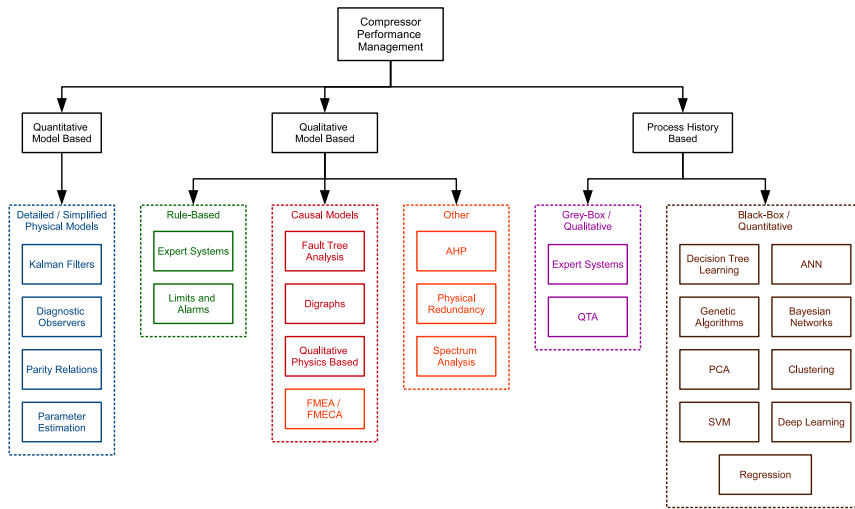 Compressor
Performance
Management
Quantitative
Model Based
Qualitative
Model Based
Process History
Based
Detailed / Simplified
Physical Models
Kalman Filters
Diagnostic
Observers
Parity Relations
Parameter
Estimation
Rule-Based
Expert Systems
Limits and
Alarms
Causal Models
Fault Tree
Analysis
Digraphs
Qualitative
Physics Based
FMEA /
FMECA
Other
AHP
Physical
Redundancy
Spectrum
Analysis
Grey-Box /
Qualitative
Expert Systems
QTA
Black-Box /
Quantitative
Decision Tree
Learning
ANN
Genetic
Algorithms
Bayesian
Networks
PCA
Clustering
SVM
Deep Learning
Regression